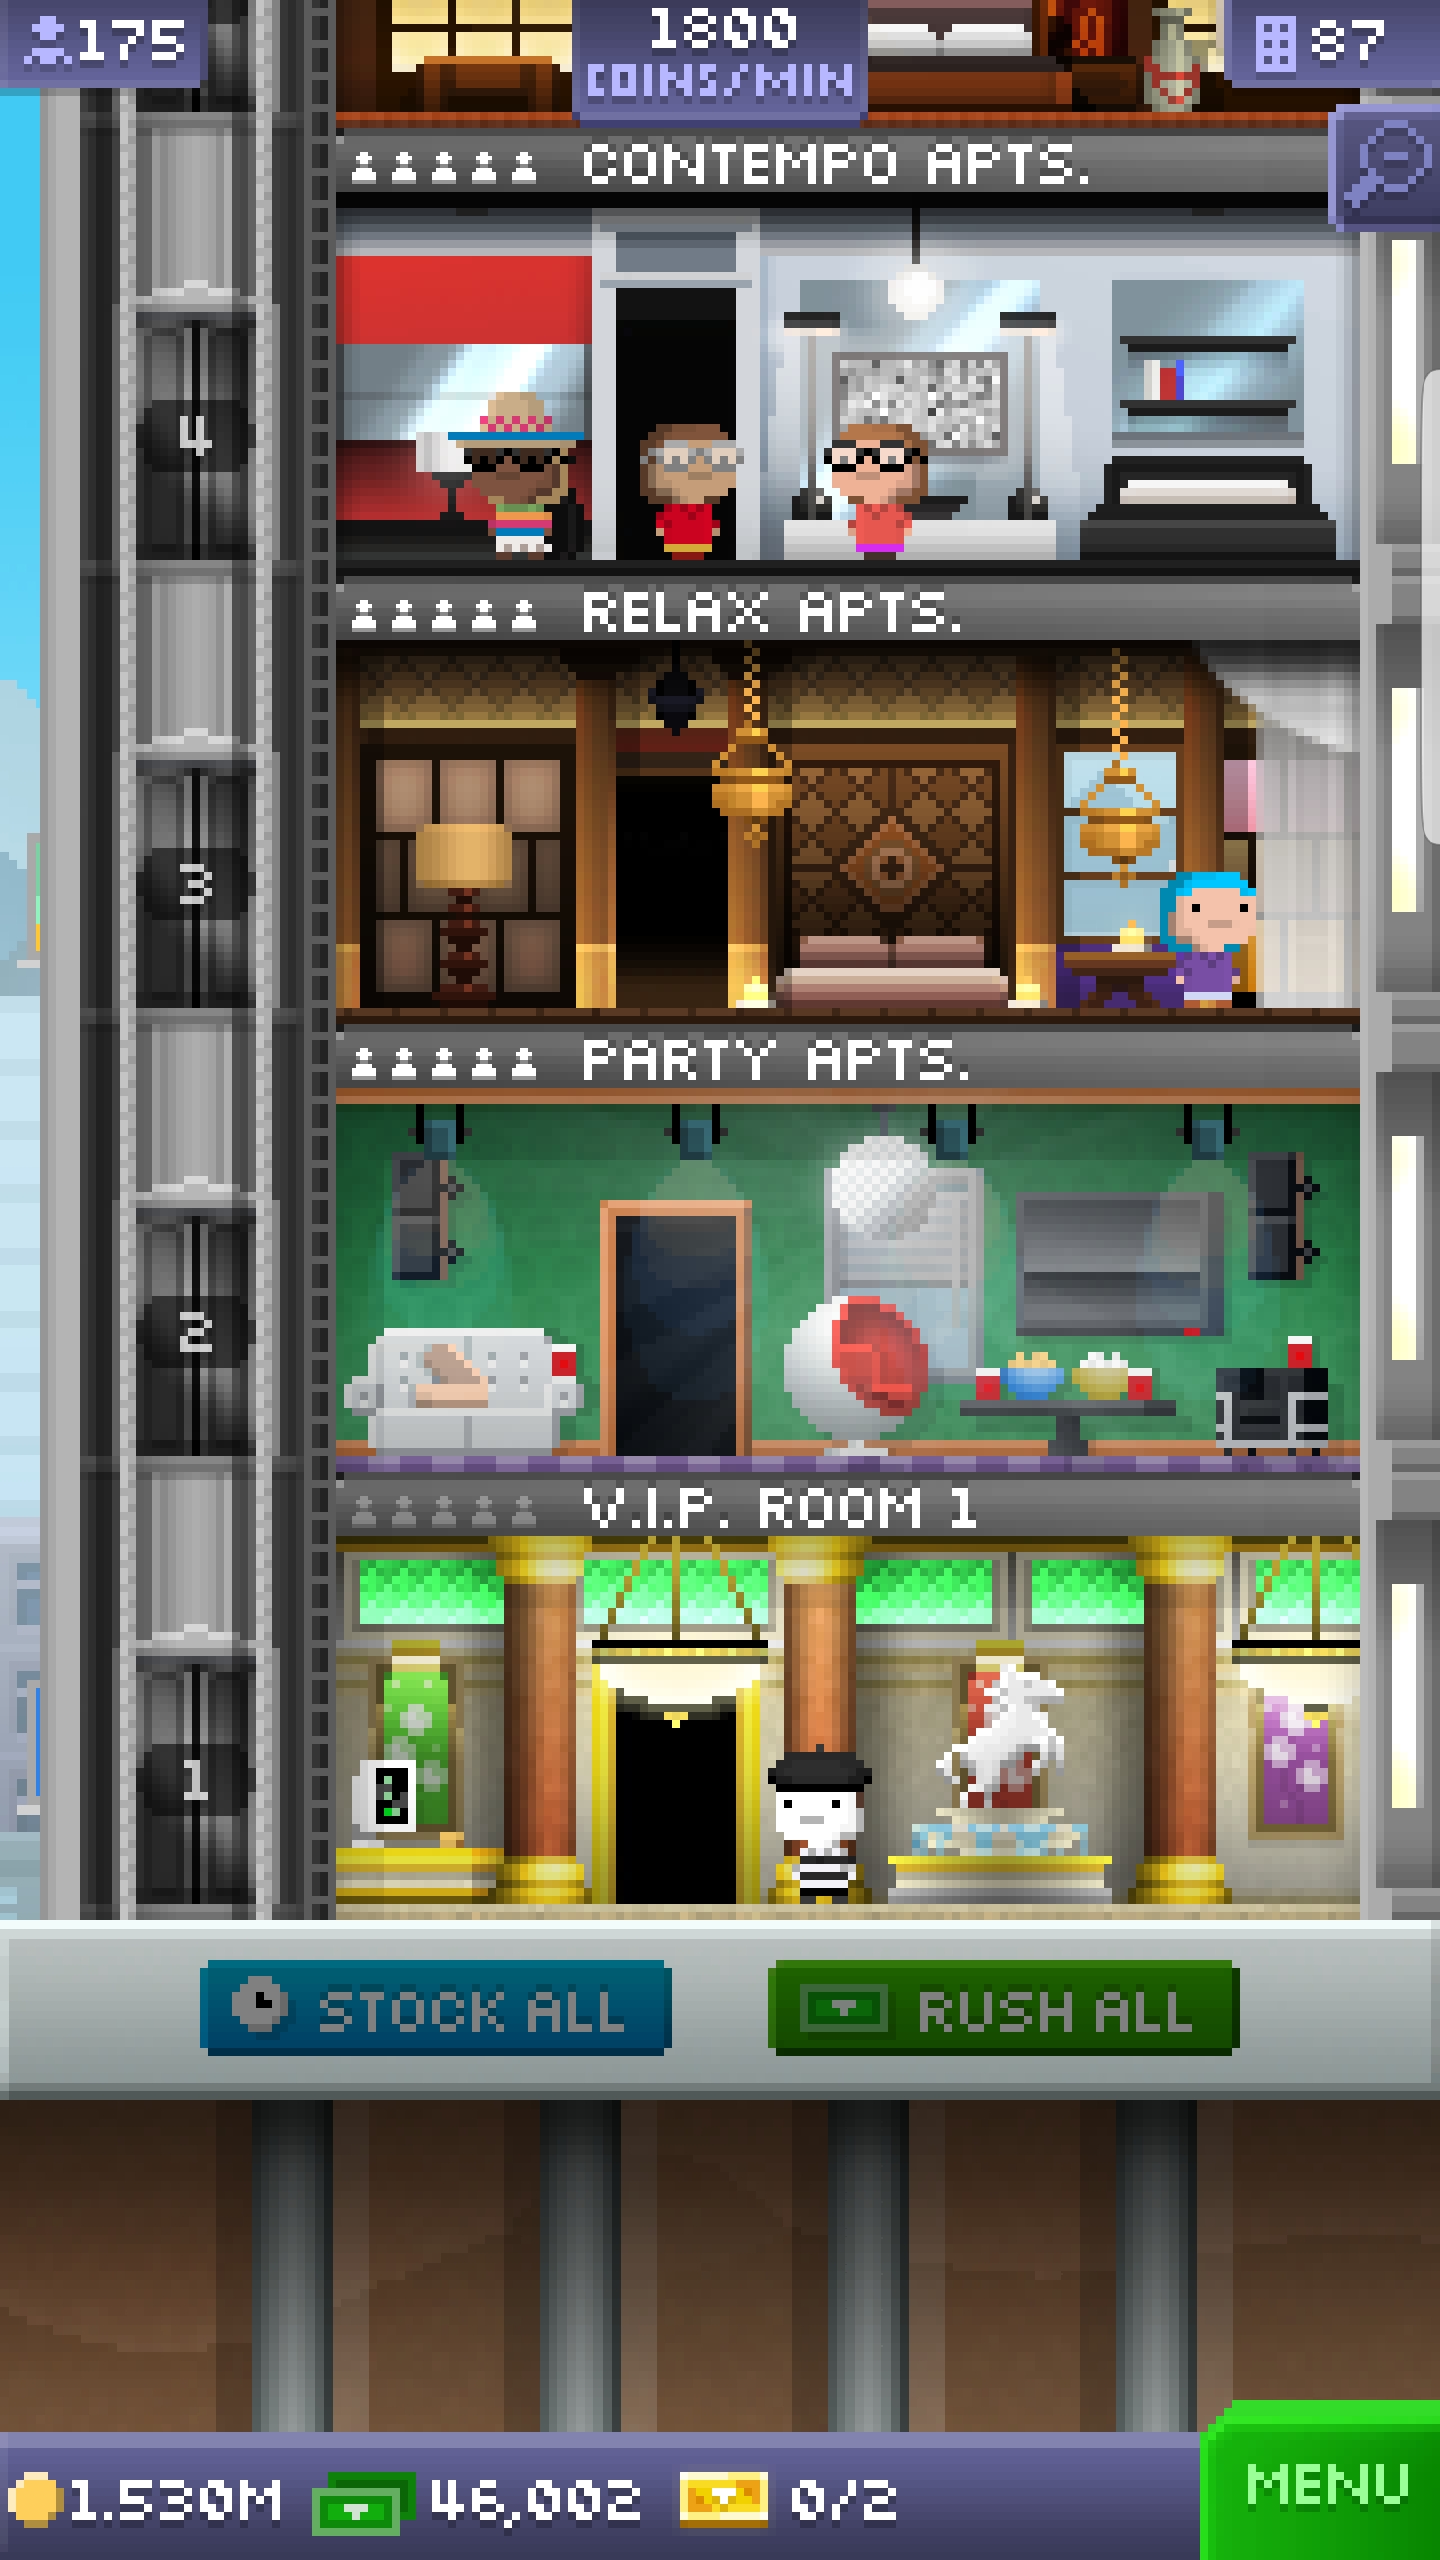 175
1800
COINS/MIN
87
CONTEMPO APTS.
4
RELAX APTS.
3
PARTY APTS.
2
V.I.P. ROOM 1
1
STOCK ALL
RUSH ALL
1.530M
46,002
0/2
MENU